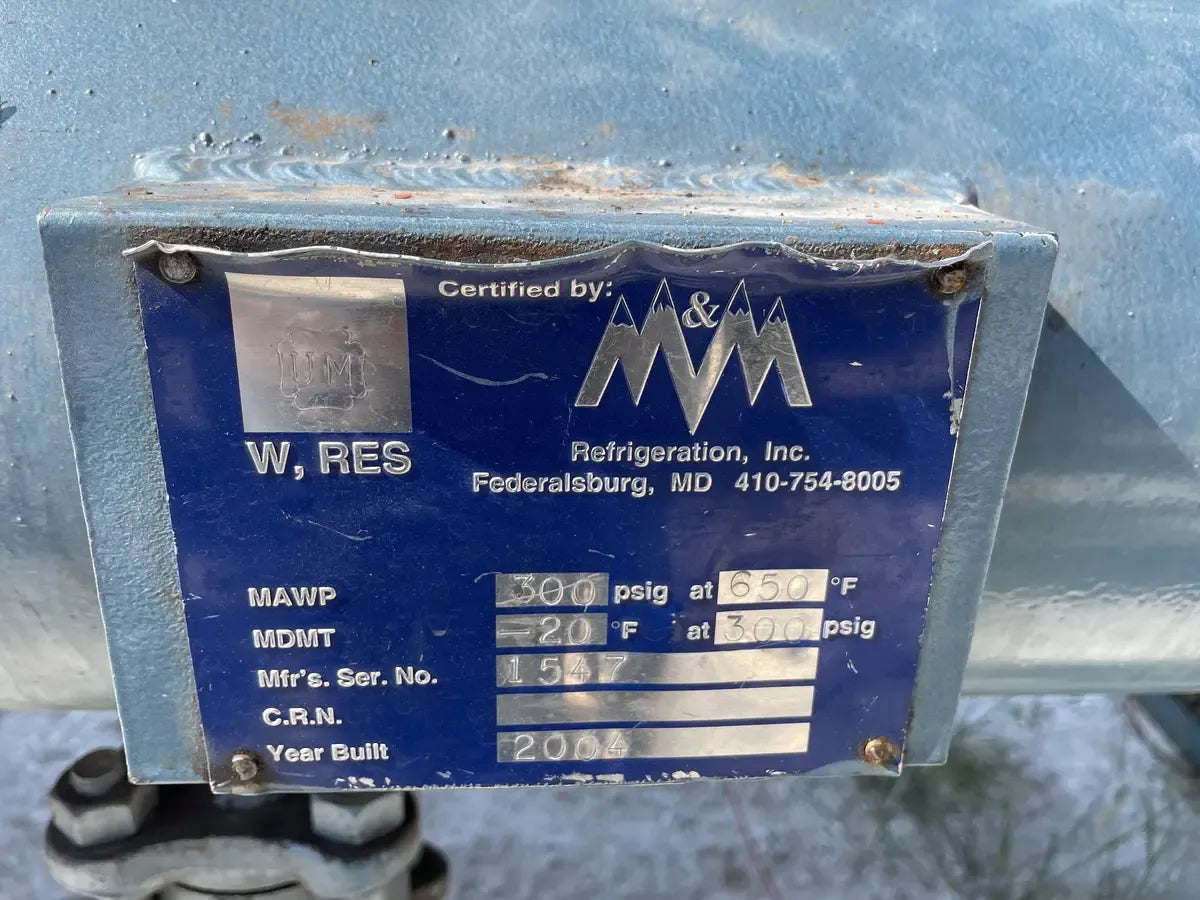 Certified by:
M&M
UM
W, RES
Refrigeration, Inc.
Federalsburg, MD 410-754-8005
MAWP 300 psig at 650 °F
MDMT -20 °F at 300 psig
Mfr's. Ser. No. 1547
C.R.N.
Year Built 2004